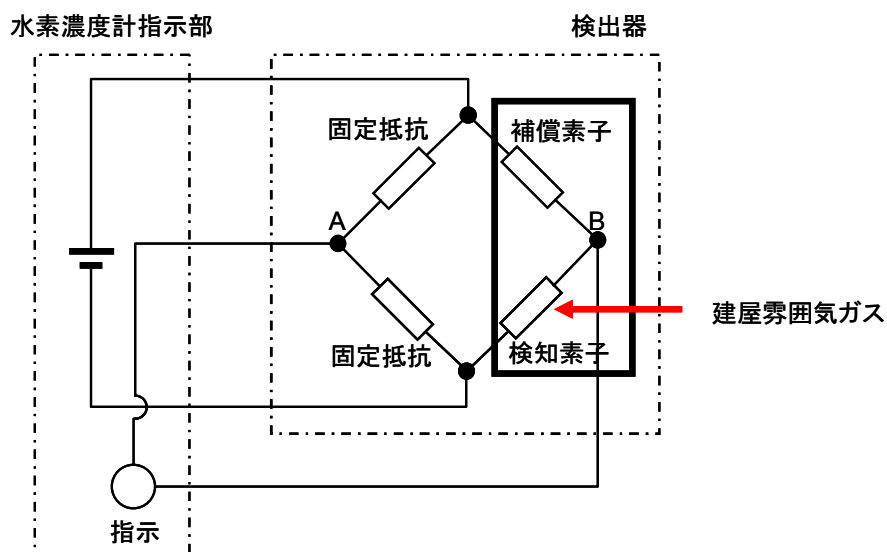 水素濃度計指示部
検出器
固定抵抗
補償素子
A
B
建屋雰囲気ガス
固定抵抗
検知素子
指示